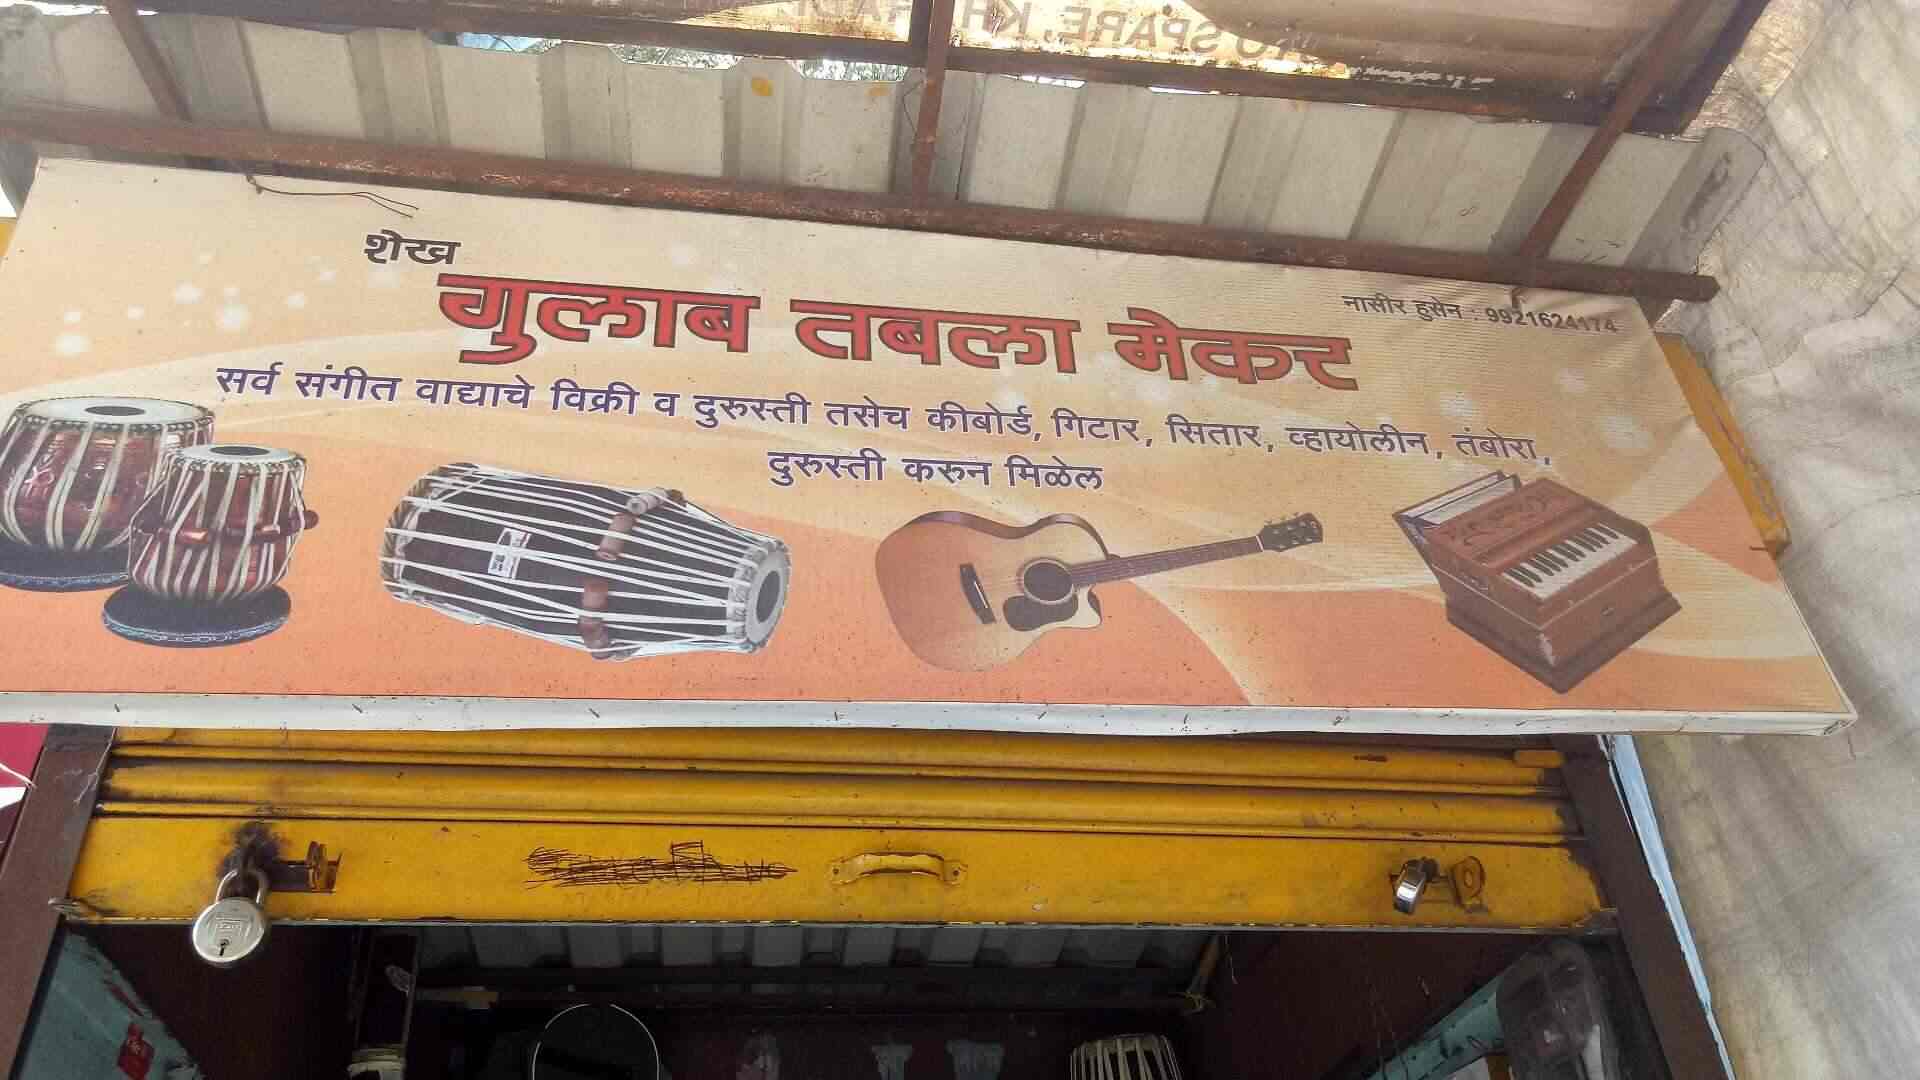 शेख
गुलाब तबला मेकर
नासीर हुसेन : 9921624174
सर्व संगीत वाद्याचे विक्री व दुरुस्ती तसेच कीबोर्ड, गिटार, सितार, व्हायोलीन, तंबोरा,
दुरुस्ती करुन मिळेल